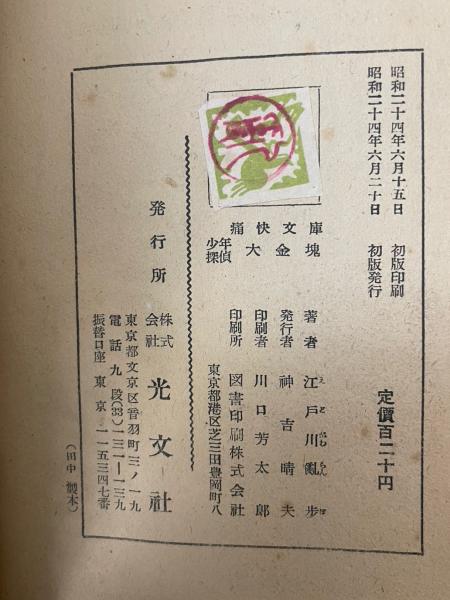 昭和二十四年六月十五日 初版印刷
昭和二十四年六月二十日 初版発行
定價百二十円
痛快文庫
少年探偵 大金塊
著者 江戸川亂歩
えどがわらんぽ
発行者 神吉晴夫
印刷者 川口芳太郎
印刷所 図書印刷株式会社
東京都港区芝三田豊岡町八
発行所 株式会社 光文社
東京都文京区音羽町三ノ一九
電話九段(33)一三一一一三九
振替口座東京一一五三四七番
(田中 製本)